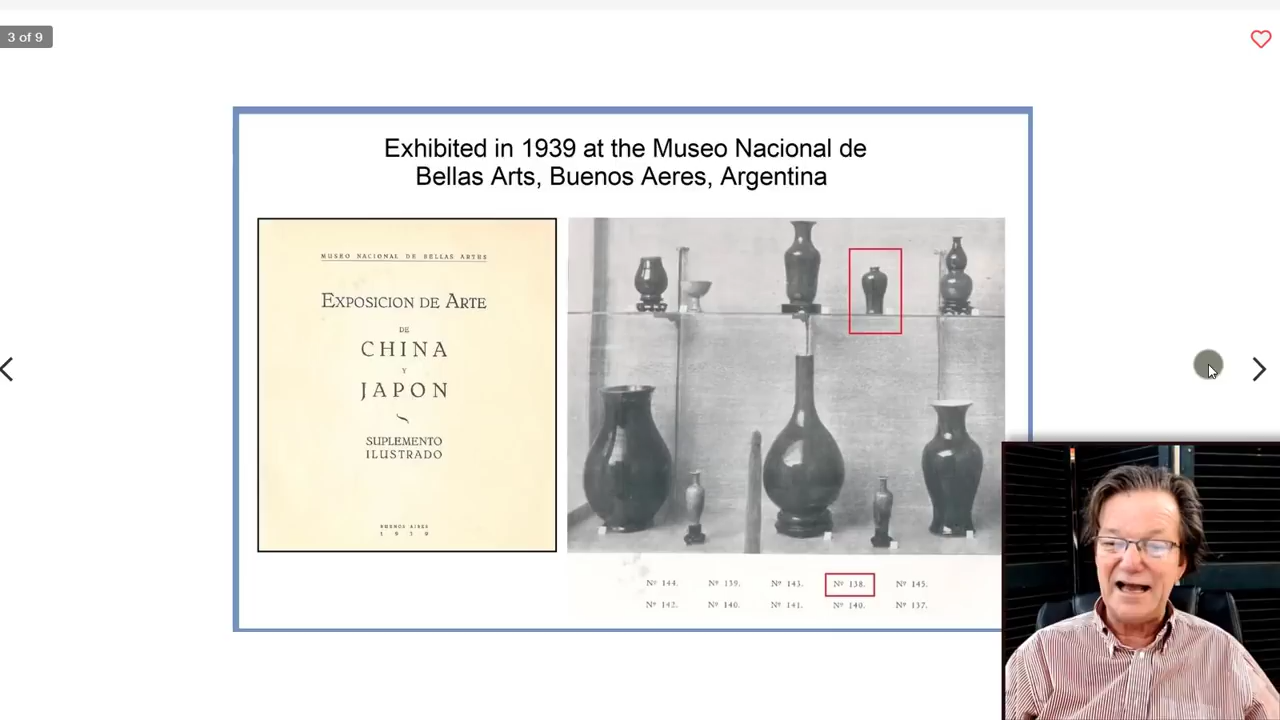 3 of 9
Exhibited in 1939 at the Museo Nacional de
Bellas Arts, Buenos Aeres, Argentina
MUSEO NACIONAL DE BELLAS ARTES
EXPOSICION DE ARTE
DE
CHINA
Y
JAPON
SUPLEMENTO
ILUSTRADO
BUENOS AIRES
1939
Nº 144. Nº 139. Nº 143. Nº 138. Nº 145.
Nº 142. Nº 140. Nº 141. Nº 140. Nº 137.